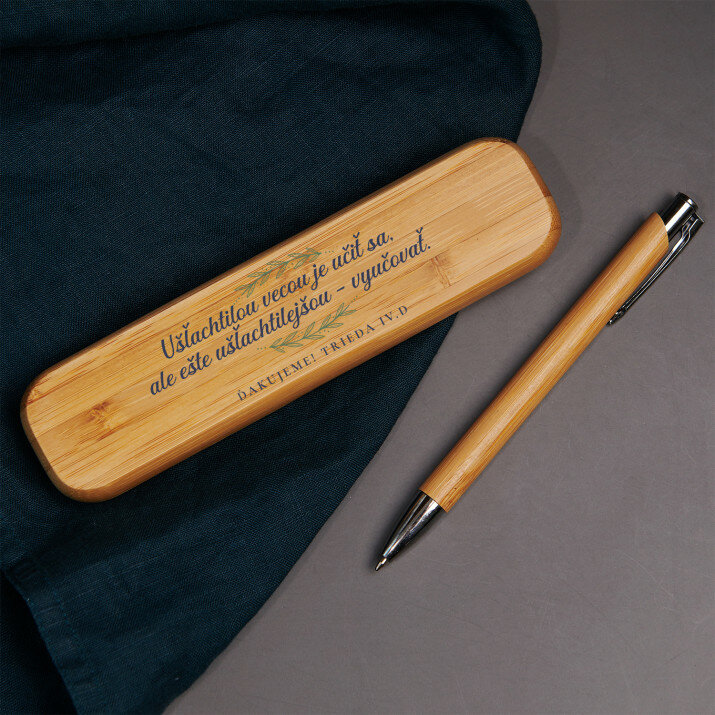 Ušľachtilou vecou je učiť sa,
ale ešte ušľachtilejšou - vyučovať.
ĎAKUJEME! TRIEDA IV.D